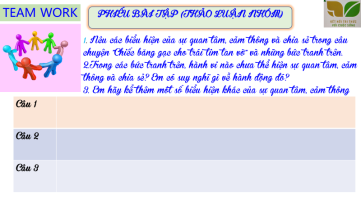 TEAM WORK
PHIẾU BÀI TẬP (THẢO LUẬN NHÓM)
1. Nêu các biểu hiện của sự quan tâm, cảm thông và chia sẻ trong câu
chuyện "Chiếc bảng gạc cho trái tim tan vỡ" và những bức tranh trên.
2.Trong các bức tranh trên, hành vi nào chưa thể hiện sự quan tâm, cảm
thông và chia sẻ? Em có suy nghĩ gì về hành động đó?
3. Em hãy kể thêm một số biểu hiện khác của sự quan tâm, cảm thông
Câu 1
Câu 2
Câu 3